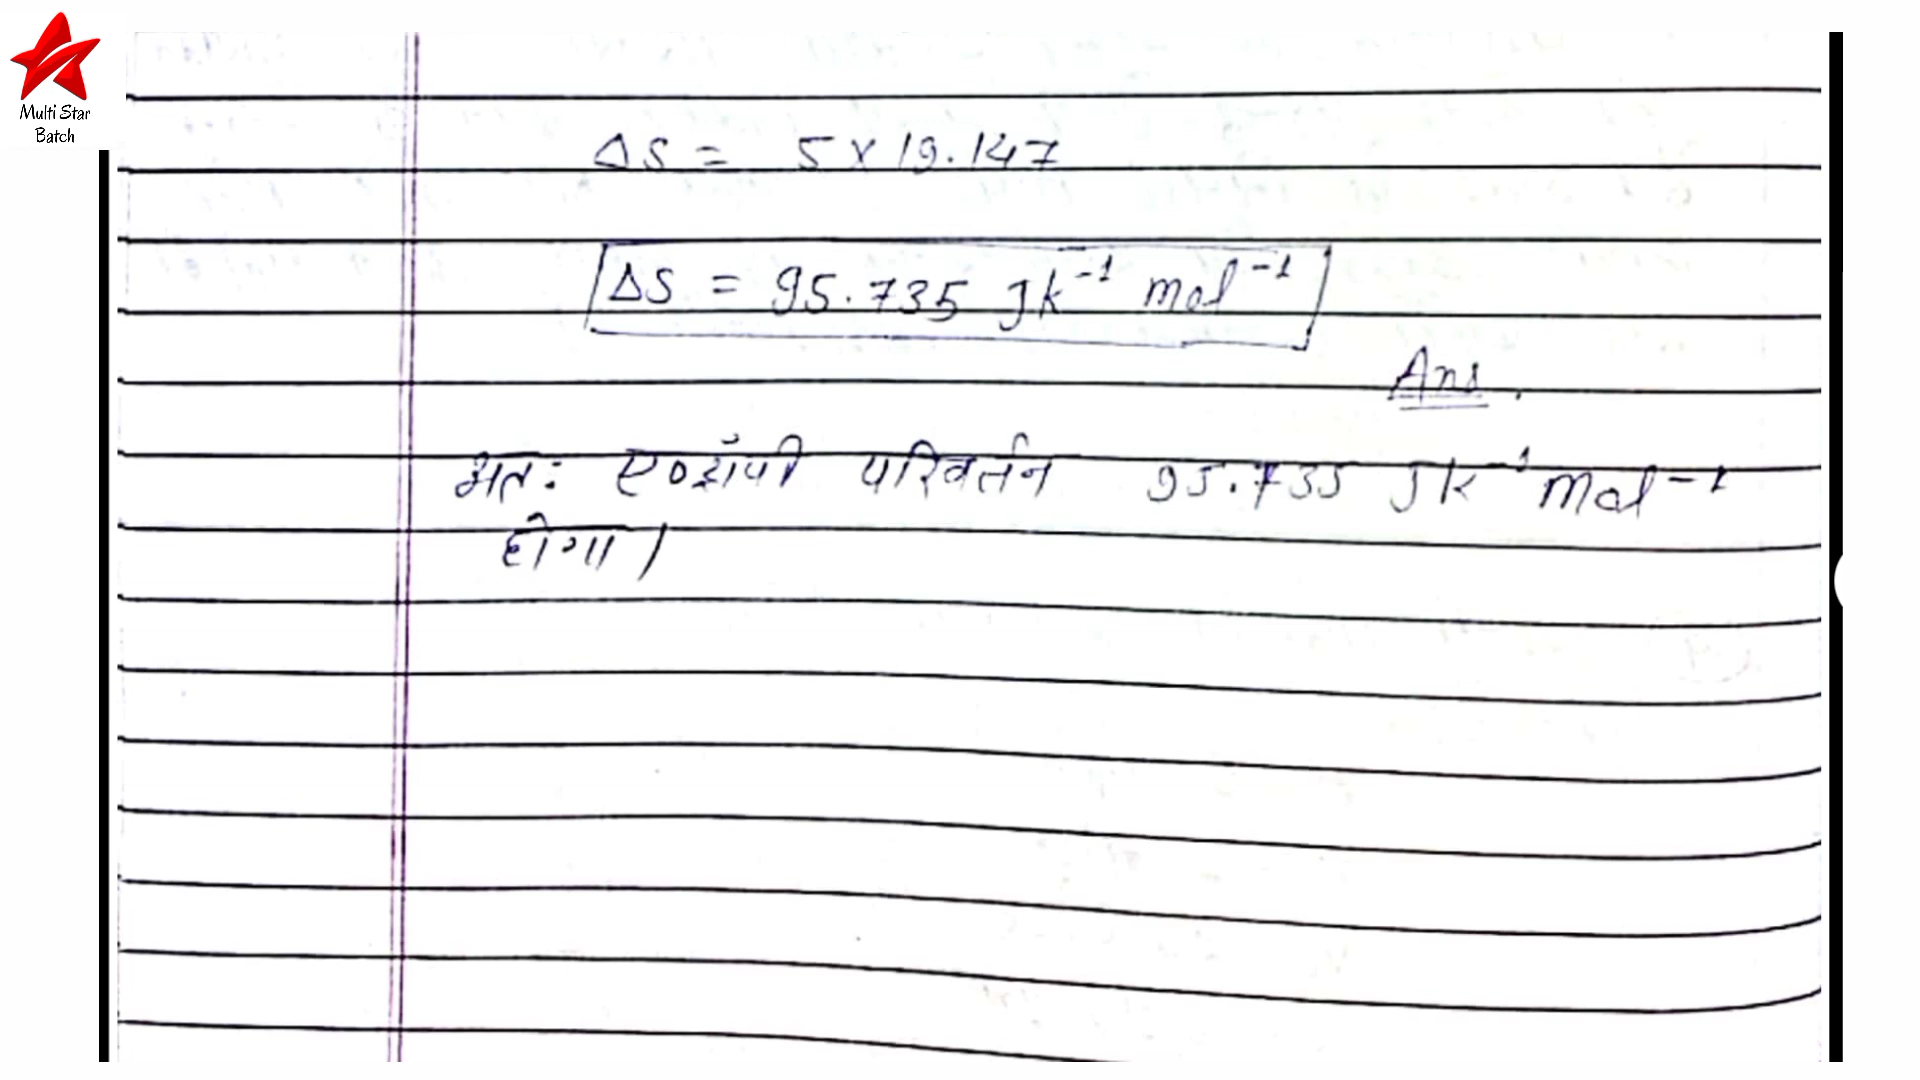 Multi Star
Batch
ΔS = 5 × 19.147
ΔS = 95.735 Jk⁻¹ mol⁻¹
Ans.
अतः एण्ट्रॉपी परिवर्तन 95.735 Jk⁻¹ mol⁻¹
होगा।